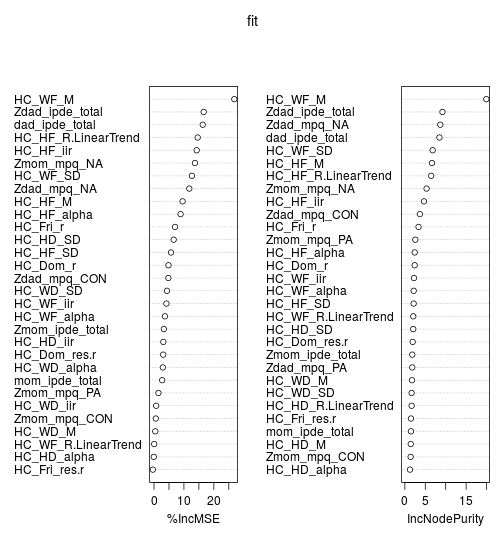 fit
HC_WF_M
Zdad_ipde_total
dad_ipde_total
HC_HF_R.LinearTrend
HC_HF_iir
Zmom_mpq_NA
HC_WF_SD
Zdad_mpq_NA
HC_HF_M
HC_HF_alpha
HC_Fri_r
HC_HD_SD
HC_HF_SD
HC_Dom_r
Zdad_mpq_CON
HC_WD_SD
HC_WF_iir
HC_WF_alpha
Zmom_ipde_total
HC_HD_iir
HC_Dom_res.r
HC_WD_alpha
mom_ipde_total
Zmom_mpq_PA
HC_WD_iir
Zmom_mpq_CON
HC_WD_M
HC_WF_R.LinearTrend
HC_HD_alpha
HC_Fri_res.r
0 10 20
%IncMSE
HC_WF_M
Zdad_ipde_total
Zdad_mpq_NA
dad_ipde_total
HC_WF_SD
HC_HF_M
HC_HF_R.LinearTrend
Zmom_mpq_NA
HC_HF_iir
Zdad_mpq_CON
HC_Fri_r
Zmom_mpq_PA
HC_HF_alpha
HC_Dom_r
HC_WF_iir
HC_WF_alpha
HC_HF_SD
HC_WF_R.LinearTrend
HC_HD_SD
HC_Dom_res.r
Zmom_ipde_total
Zdad_mpq_PA
HC_WD_M
HC_WD_SD
HC_HD_R.LinearTrend
HC_Fri_res.r
mom_ipde_total
HC_HD_M
Zmom_mpq_CON
HC_HD_alpha
0 5 15
IncNodePurity